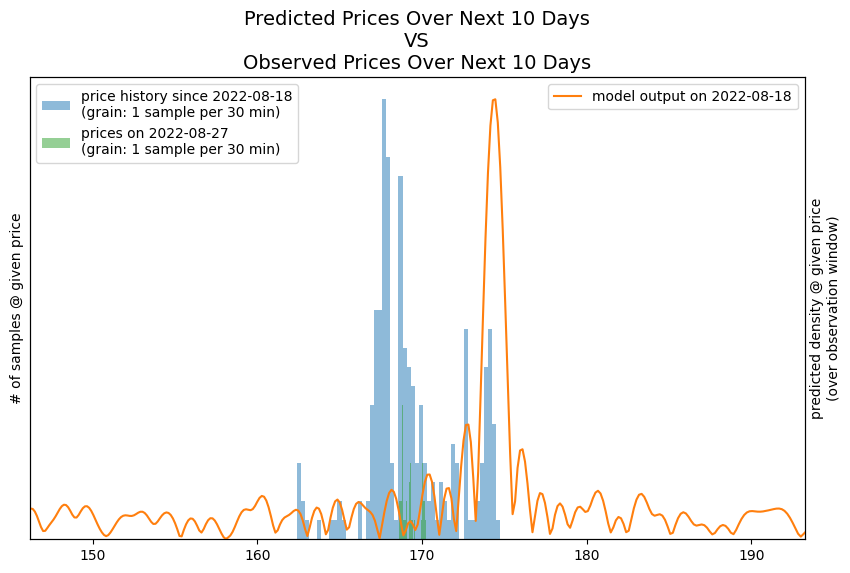 Predicted Prices Over Next 10 Days
VS
Observed Prices Over Next 10 Days
price history since 2022-08-18
(grain: 1 sample per 30 min)
prices on 2022-08-27
(grain: 1 sample per 30 min)
model output on 2022-08-18
# of samples @ given price
predicted density @ given price
(over observation window)
150
160
170
180
190